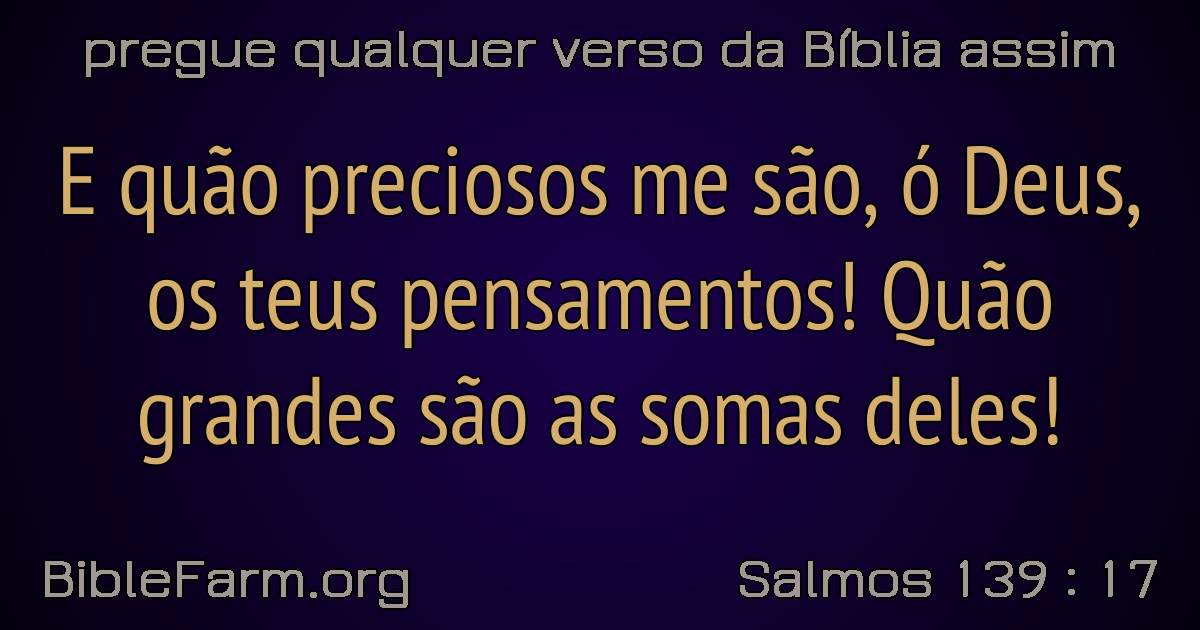 pregue qualquer verso da Bíblia assim
E quão preciosos me são, ó Deus,
os teus pensamentos! Quão
grandes são as somas deles!
BibleFarm.org
Salmos 139 : 17